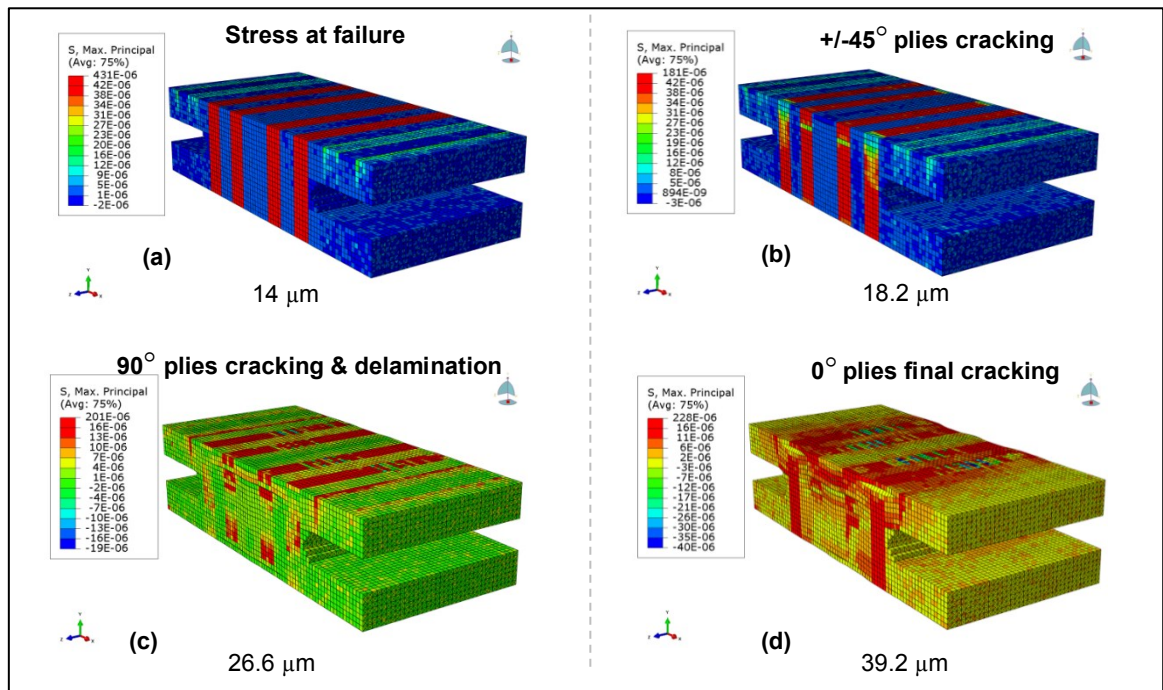 Stress at failure
S, Max. Principal
(Avg: 75%)
431E-06
42E-06
38E-06
34E-06
31E-06
27E-06
23E-06
20E-06
16E-06
12E-06
9E-06
5E-06
1E-06
-2E-06
(a)
14 μm
+/-45° plies cracking
S, Max. Principal
(Avg: 75%)
181E-06
42E-06
38E-06
34E-06
31E-06
27E-06
23E-06
19E-06
16E-06
12E-06
8E-06
5E-06
894E-09
-3E-06
(b)
18.2 μm
90° plies cracking & delamination
S, Max. Principal
(Avg: 75%)
201E-06
16E-06
13E-06
10E-06
7E-06
4E-06
1E-06
-2E-06
-4E-06
-7E-06
-10E-06
-13E-06
-16E-06
-19E-06
(c)
26.6 μm
0° plies final cracking
S, Max. Principal
(Avg: 75%)
228E-06
16E-06
11E-06
6E-06
2E-06
-3E-06
-7E-06
-12E-06
-17E-06
-21E-06
-26E-06
-30E-06
-35E-06
-40E-06
(d)
39.2 μm